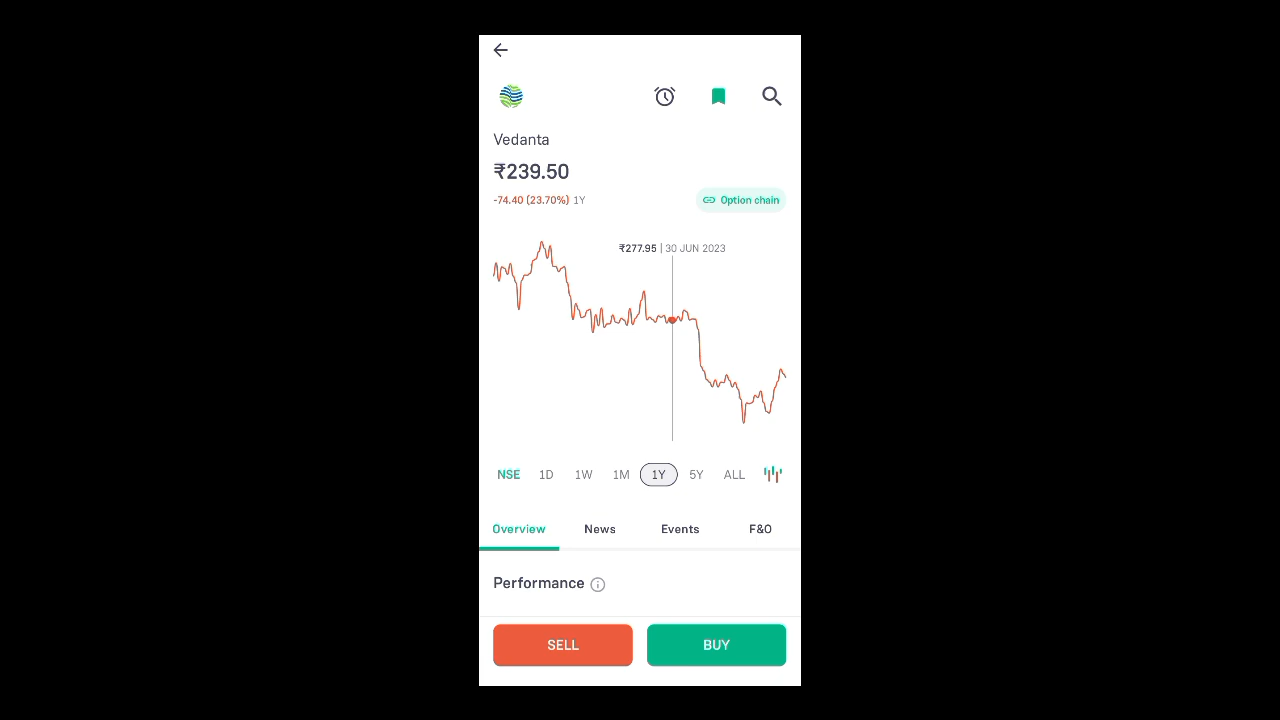 Vedanta
₹239.50
-74.40 (23.70%) 1Y
Option chain
₹277.95 | 30 JUN 2023
NSE 1D 1W 1M 1Y 5Y ALL
Overview News Events F&O
Performance
SELL BUY